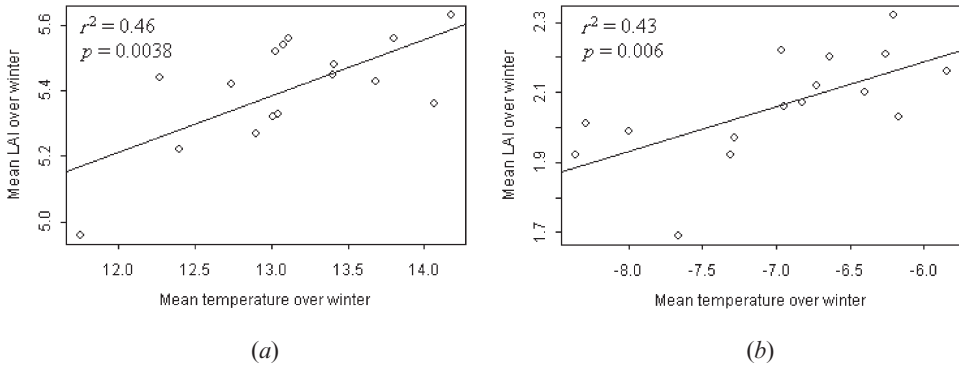 r² = 0.46
p = 0.0038
Mean LAI over winter
5.6
5.4
5.2
5.0
12.0 12.5 13.0 13.5 14.0
Mean temperature over winter
(a)
r² = 0.43
p = 0.006
Mean LAI over winter
2.3
2.1
1.9
1.7
-8.0 -7.5 -7.0 -6.5 -6.0
Mean temperature over winter
(b)